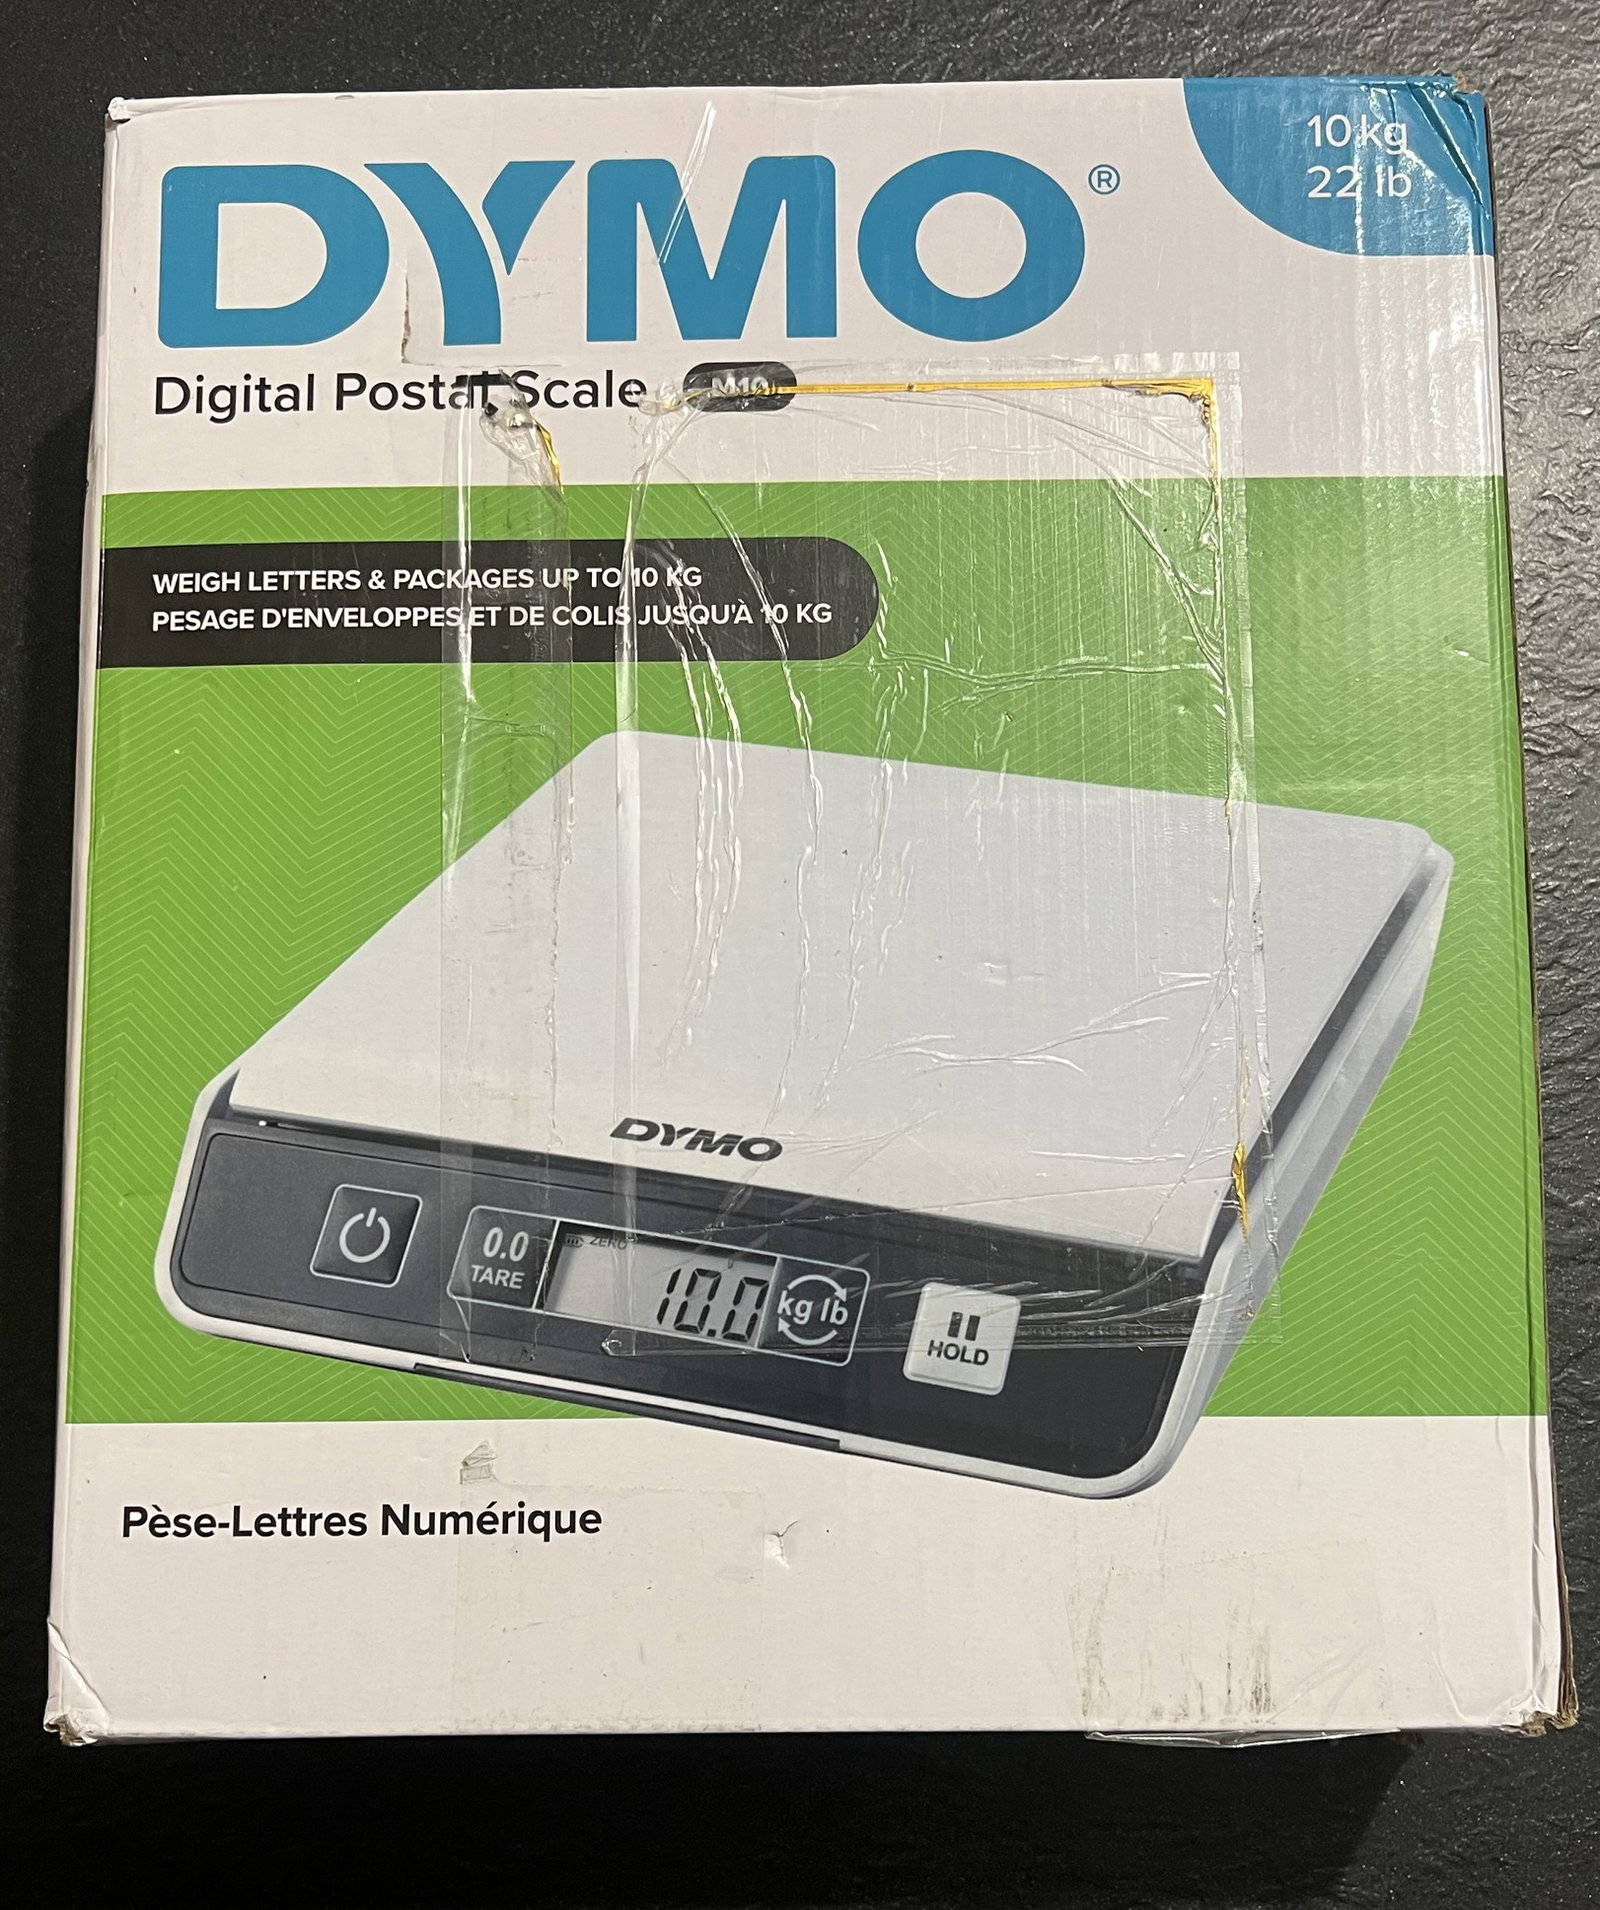 DYMO®
10 kg
22 lb
Digital Postal Scale M10
WEIGH LETTERS & PACKAGES UP TO 10 KG
PESAGE D'ENVELOPPES ET DE COLIS JUSQU'À 10 KG
DYMO
0.0
TARE
ZERO
10.0
kg lb
HOLD
Pèse-Lettres Numérique